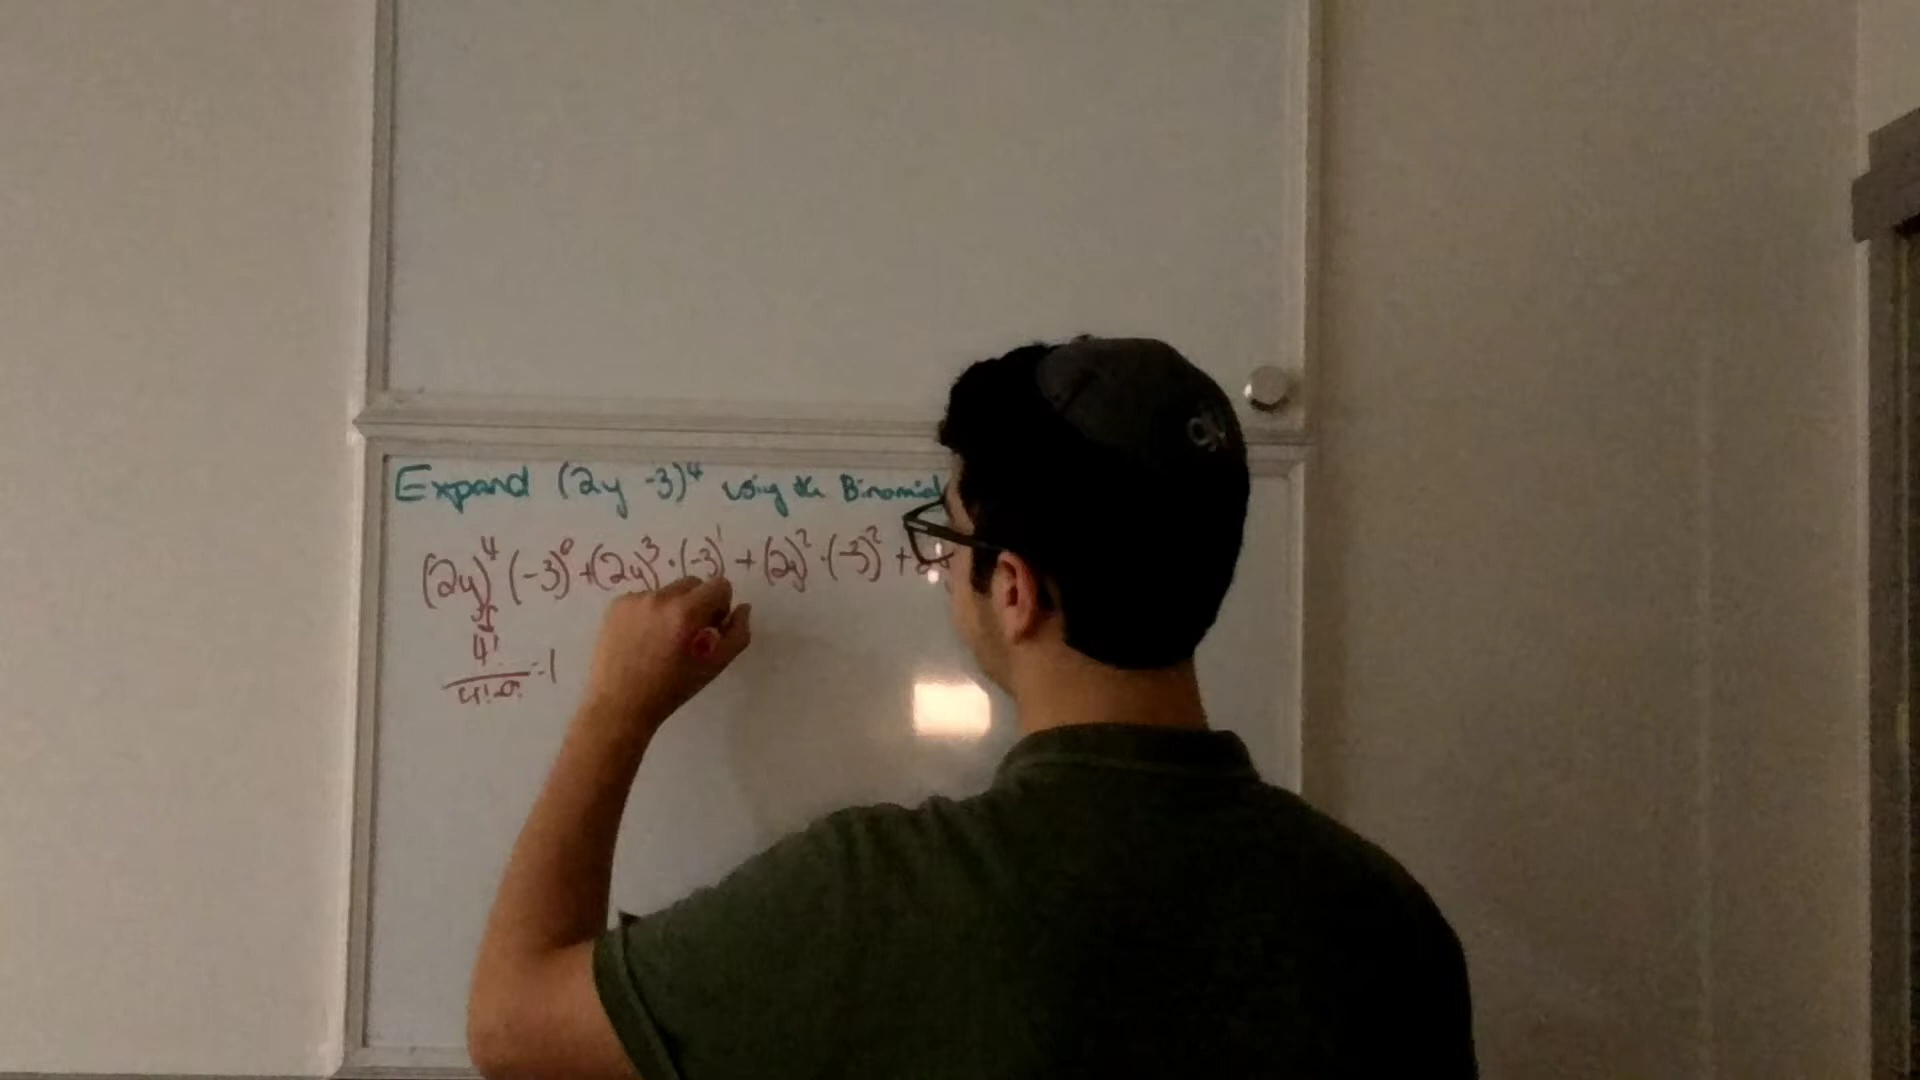 Expand (2y -3)⁴ using the Binomial
(2y)⁴(-3)⁰+(2y)³·(-3)¹+(2y)²·(-3)²+
4!
4!·0! =1